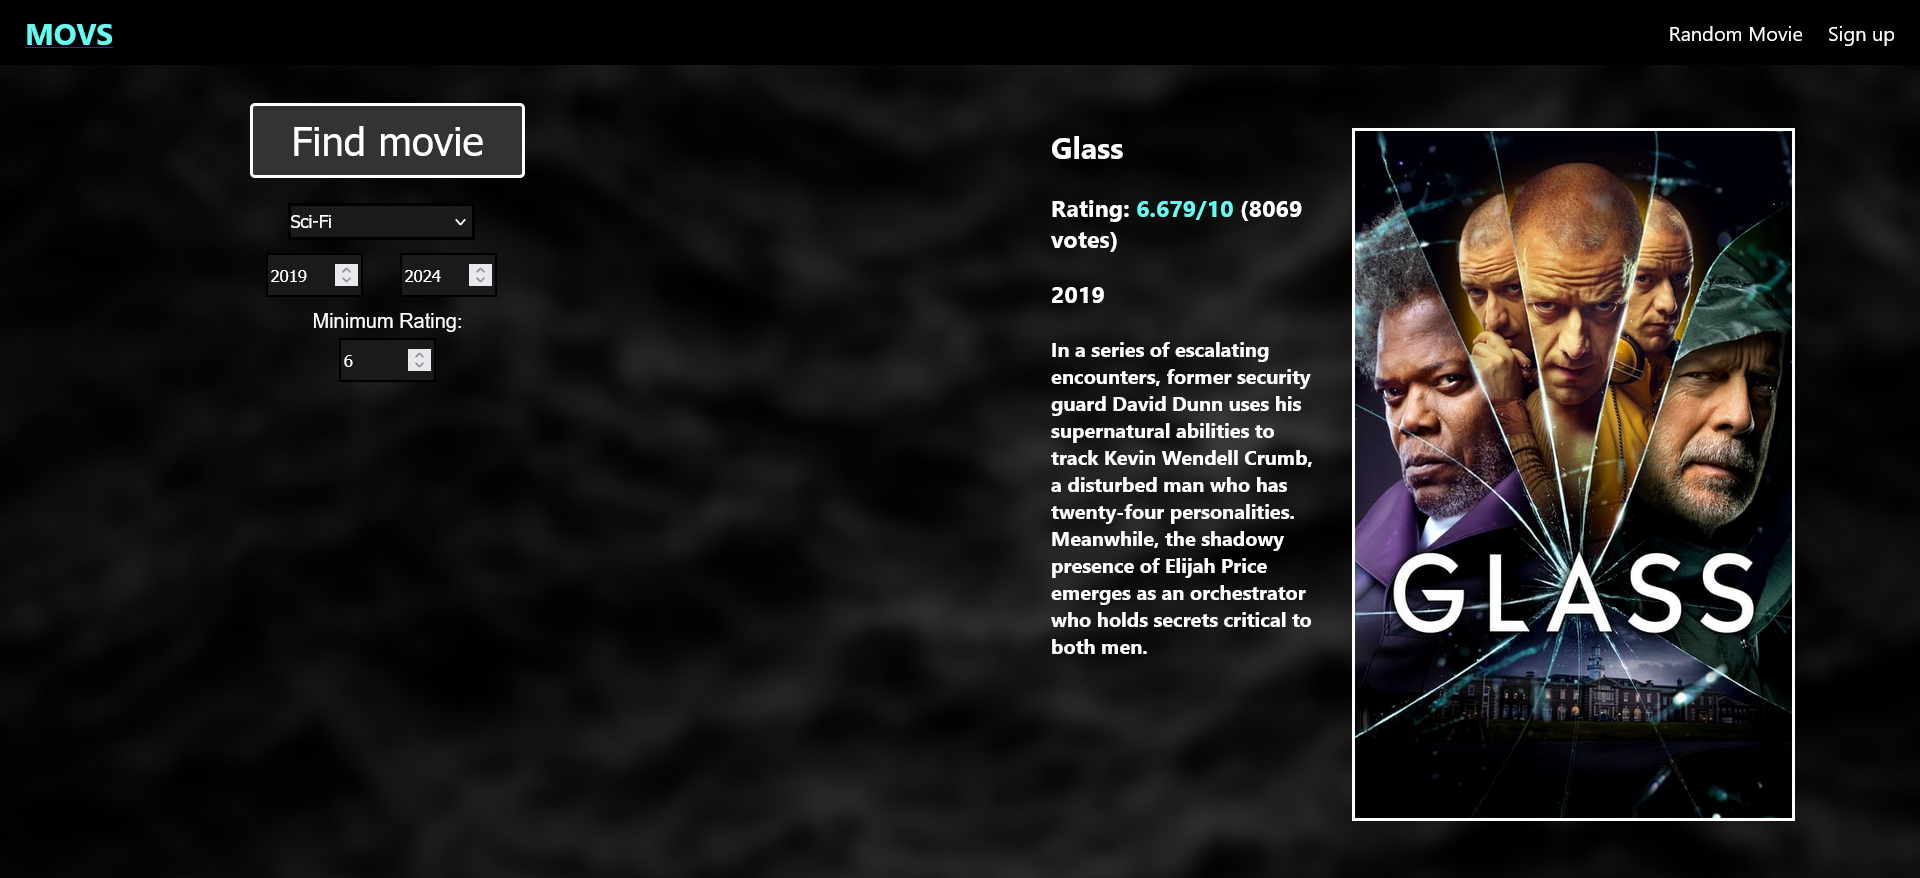 MOVS
Random Movie
Sign up
Find movie
Sci-Fi
2019
2024
Minimum Rating:
6
Glass
Rating: 6.679/10 (8069
votes)
2019
In a series of escalating
encounters, former security
guard David Dunn uses his
supernatural abilities to
track Kevin Wendell Crumb,
a disturbed man who has
twenty-four personalities.
Meanwhile, the shadowy
presence of Elijah Price
emerges as an orchestrator
who holds secrets critical to
both men.
GLASS